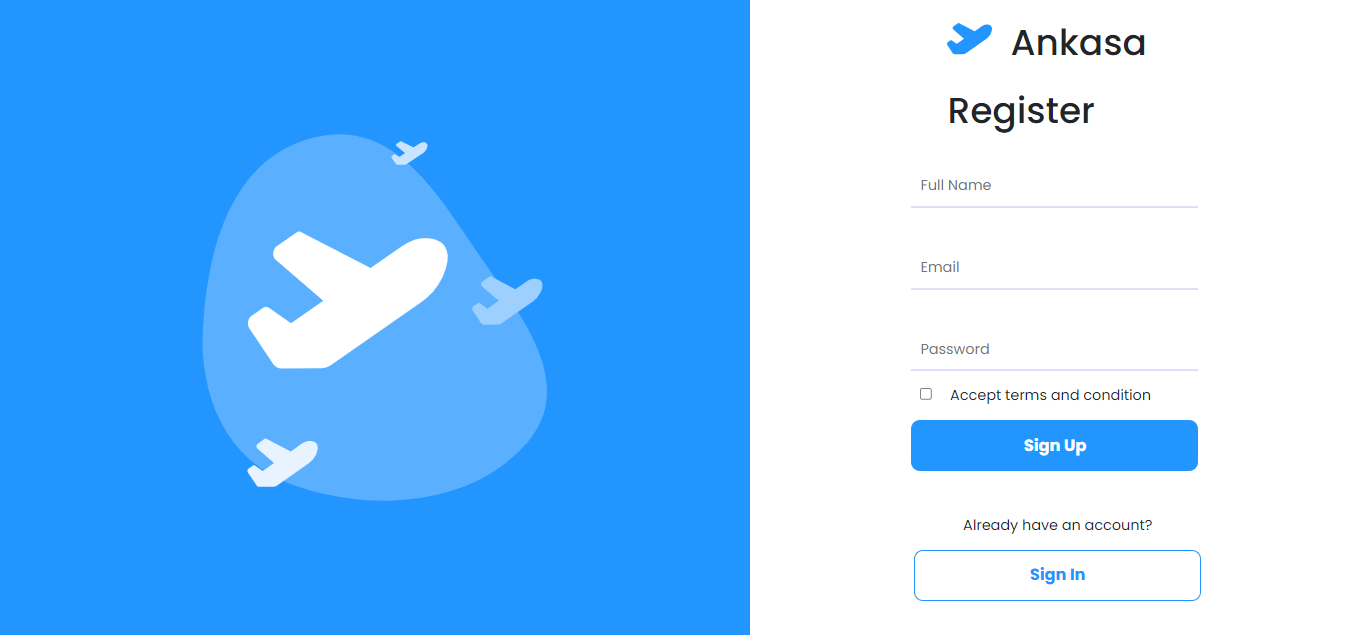 Ankasa
Register
Full Name
Email
Password
Accept terms and condition
Sign Up
Already have an account?
Sign In